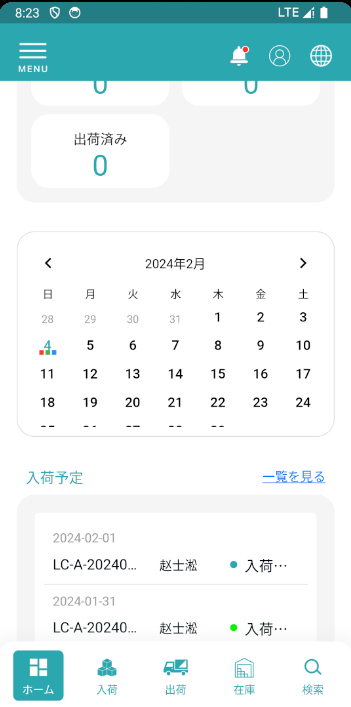 8:23 LTE
MENU
0 0
出荷済み
0
2024年2月
日 月 火 水 木 金 土
28 29 30 31 1 2 3
4 5 6 7 8 9 10
11 12 13 14 15 16 17
18 19 20 21 22 23 24
入荷予定 一覧を見る
2024-02-01
LC-A-20240... 赵士淞 入荷…
2024-01-31
LC-A-20240... 赵士淞 入荷…
ホーム 入荷 出荷 在庫 検索